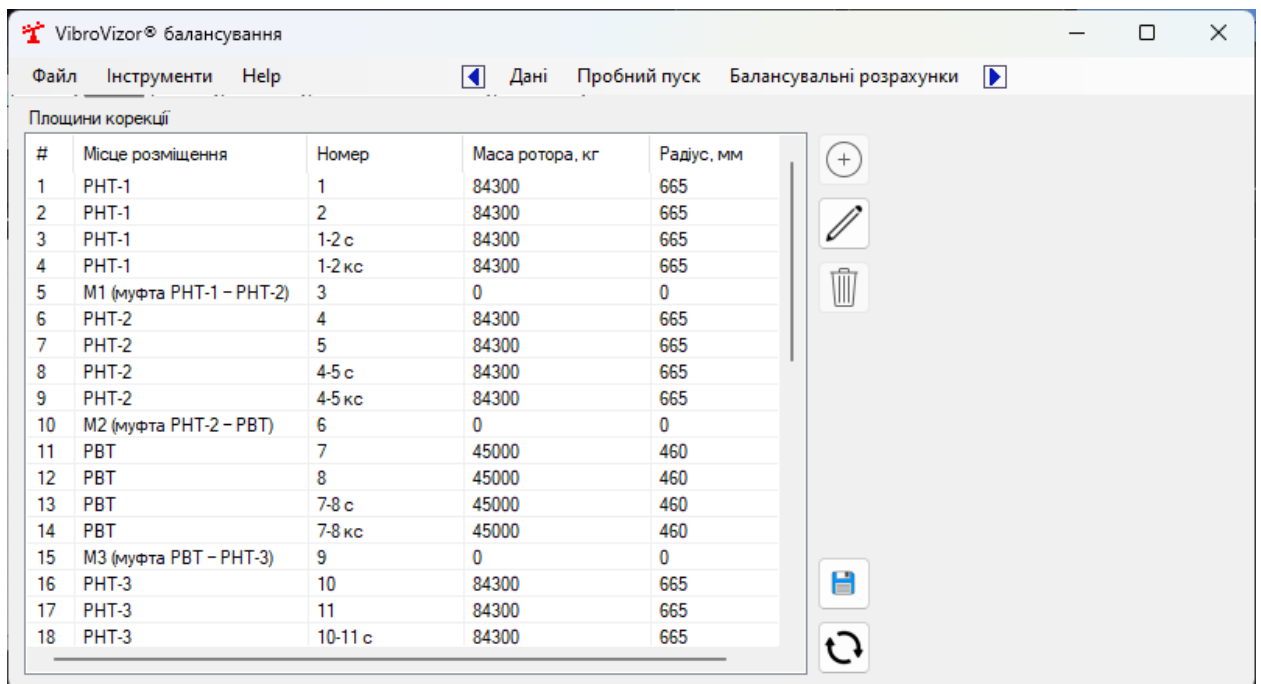 VibroVizor® балансування
Файл Інструменти Help Дані Пробний пуск Балансувальні розрахунки
Площини корекції
# Місце розміщення Номер Маса ротора, кг Радіус, мм
1 РНТ-1 1 84300 665
2 РНТ-1 2 84300 665
3 РНТ-1 1-2 с 84300 665
4 РНТ-1 1-2 кс 84300 665
5 М1 (муфта РНТ-1 – РНТ-2) 3 0 0
6 РНТ-2 4 84300 665
7 РНТ-2 5 84300 665
8 РНТ-2 4-5 с 84300 665
9 РНТ-2 4-5 кс 84300 665
10 М2 (муфта РНТ-2 – РВТ) 6 0 0
11 РВТ 7 45000 460
12 РВТ 8 45000 460
13 РВТ 7-8 с 45000 460
14 РВТ 7-8 кс 45000 460
15 М3 (муфта РВТ – РНТ-3) 9 0 0
16 РНТ-3 10 84300 665
17 РНТ-3 11 84300 665
18 РНТ-3 10-11 с 84300 665